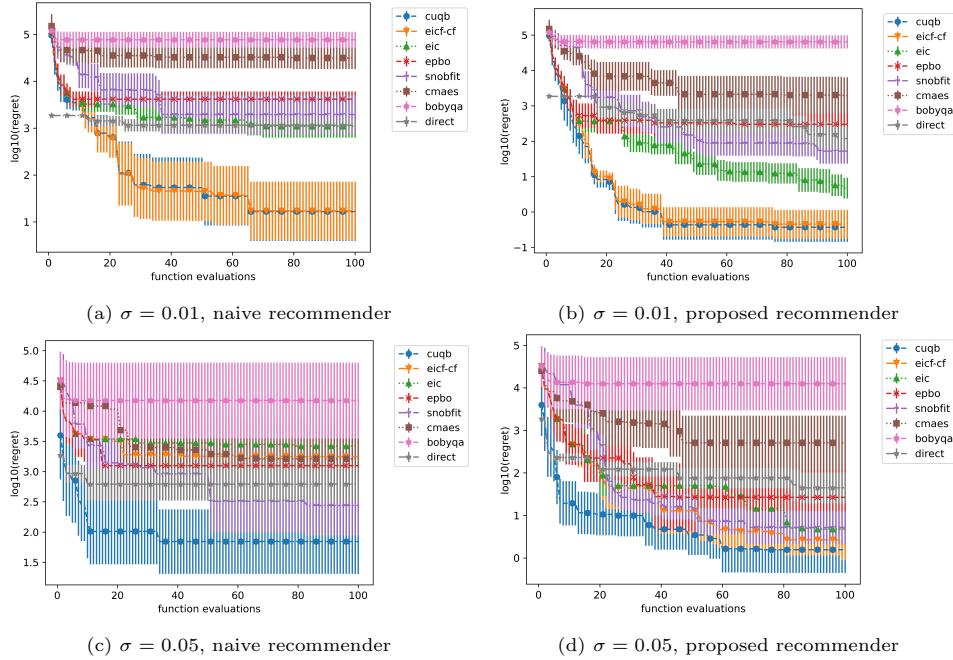 5
4
3
2
1
log10(regret)
0
20
40
60
80
100
function evaluations
cuqb
eicf-cf
eic
epbo
snobfit
cmaes
bobyqa
direct
(a) σ = 0.01, naive recommender
5
4
3
2
1
0
−1
log10(regret)
0
20
40
60
80
100
function evaluations
cuqb
eicf-cf
eic
epbo
snobfit
cmaes
bobyqa
direct
(b) σ = 0.01, proposed recommender
5.0
4.5
4.0
3.5
3.0
2.5
2.0
1.5
log10(regret)
0
20
40
60
80
100
function evaluations
cuqb
eicf-cf
eic
epbo
snobfit
cmaes
bobyqa
direct
(c) σ = 0.05, naive recommender
5
4
3
2
1
0
log10(regret)
0
20
40
60
80
100
function evaluations
cuqb
eicf-cf
eic
epbo
snobfit
cmaes
bobyqa
direct
(d) σ = 0.05, proposed recommender